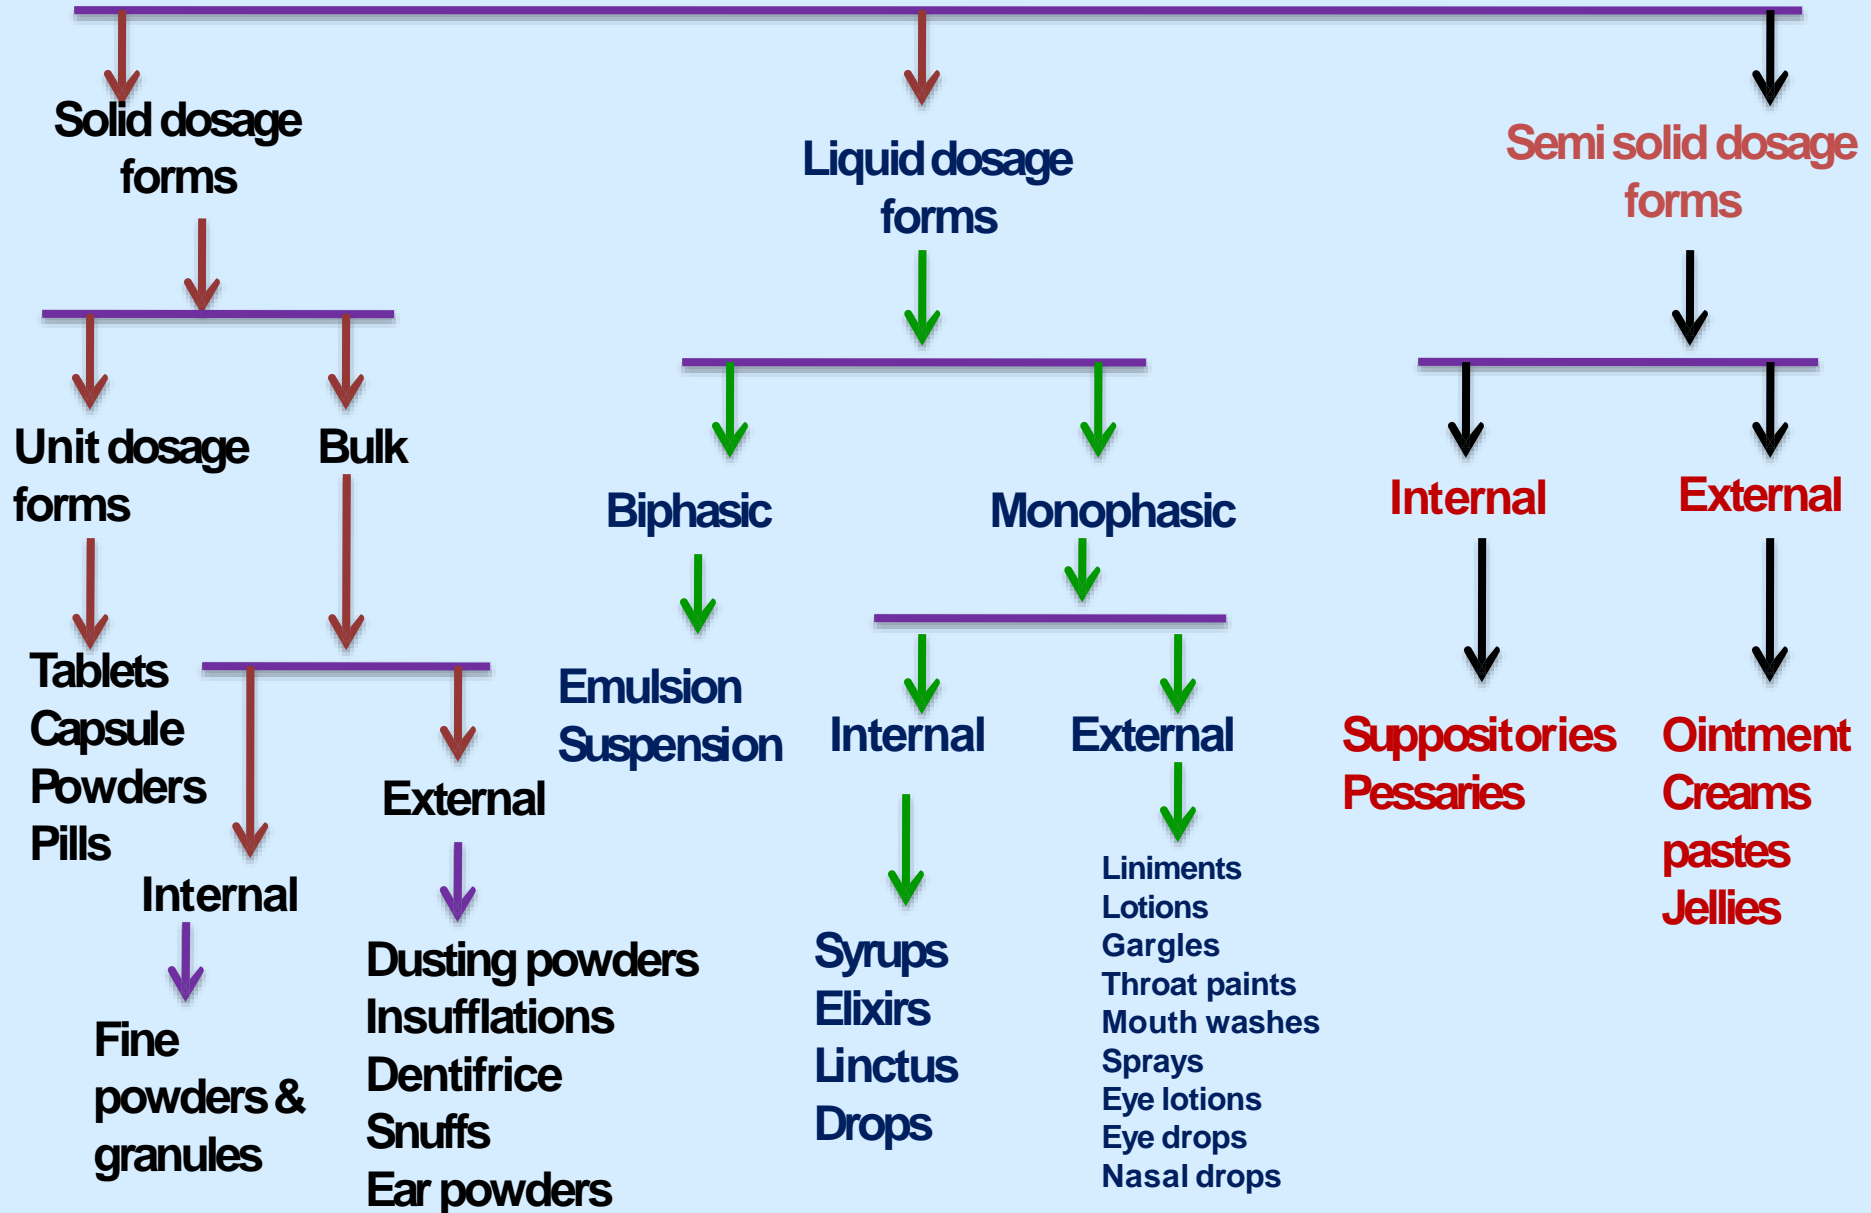 Solid dosage
forms
Liquid dosage
forms
Semi solid dosage
forms
Unit dosage
forms
Bulk
Biphasic
Monophasic
Internal
External
Tablets
Capsule
Powders
Pills
Internal
External
Emulsion
Suspension
Internal
External
Suppositories
Pessaries
Ointment
Creams
pastes
Jellies
Fine
powders &
granules
Dusting powders
Insufflations
Dentifrice
Snuffs
Ear powders
Syrups
Elixirs
Linctus
Drops
Liniments
Lotions
Gargles
Throat paints
Mouth washes
Sprays
Eye lotions
Eye drops
Nasal drops